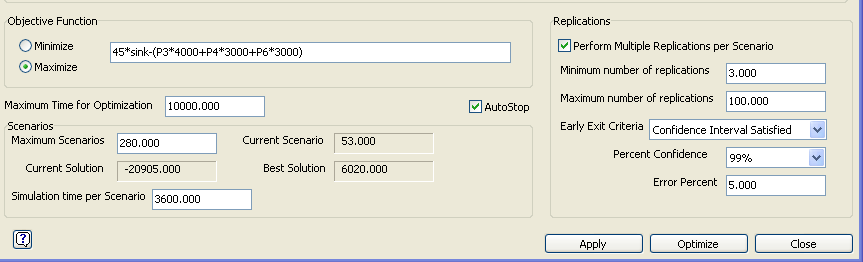 Objective Function
Minimize
Maximize
45*sink-(P3*4000+P4*3000+P6*3000)
Maximum Time for Optimization 10000.000
AutoStop
Scenarios
Maximum Scenarios 280.000 Current Scenario 53.000
Current Solution -20905.000 Best Solution 6020.000
Simulation time per Scenario 3600.000
Replications
Perform Multiple Replications per Scenario
Minimum number of replications 3.000
Maximum number of replications 100.000
Early Exit Criteria Confidence Interval Satisfied
Percent Confidence 99%
Error Percent 5.000
?
Apply Optimize Close